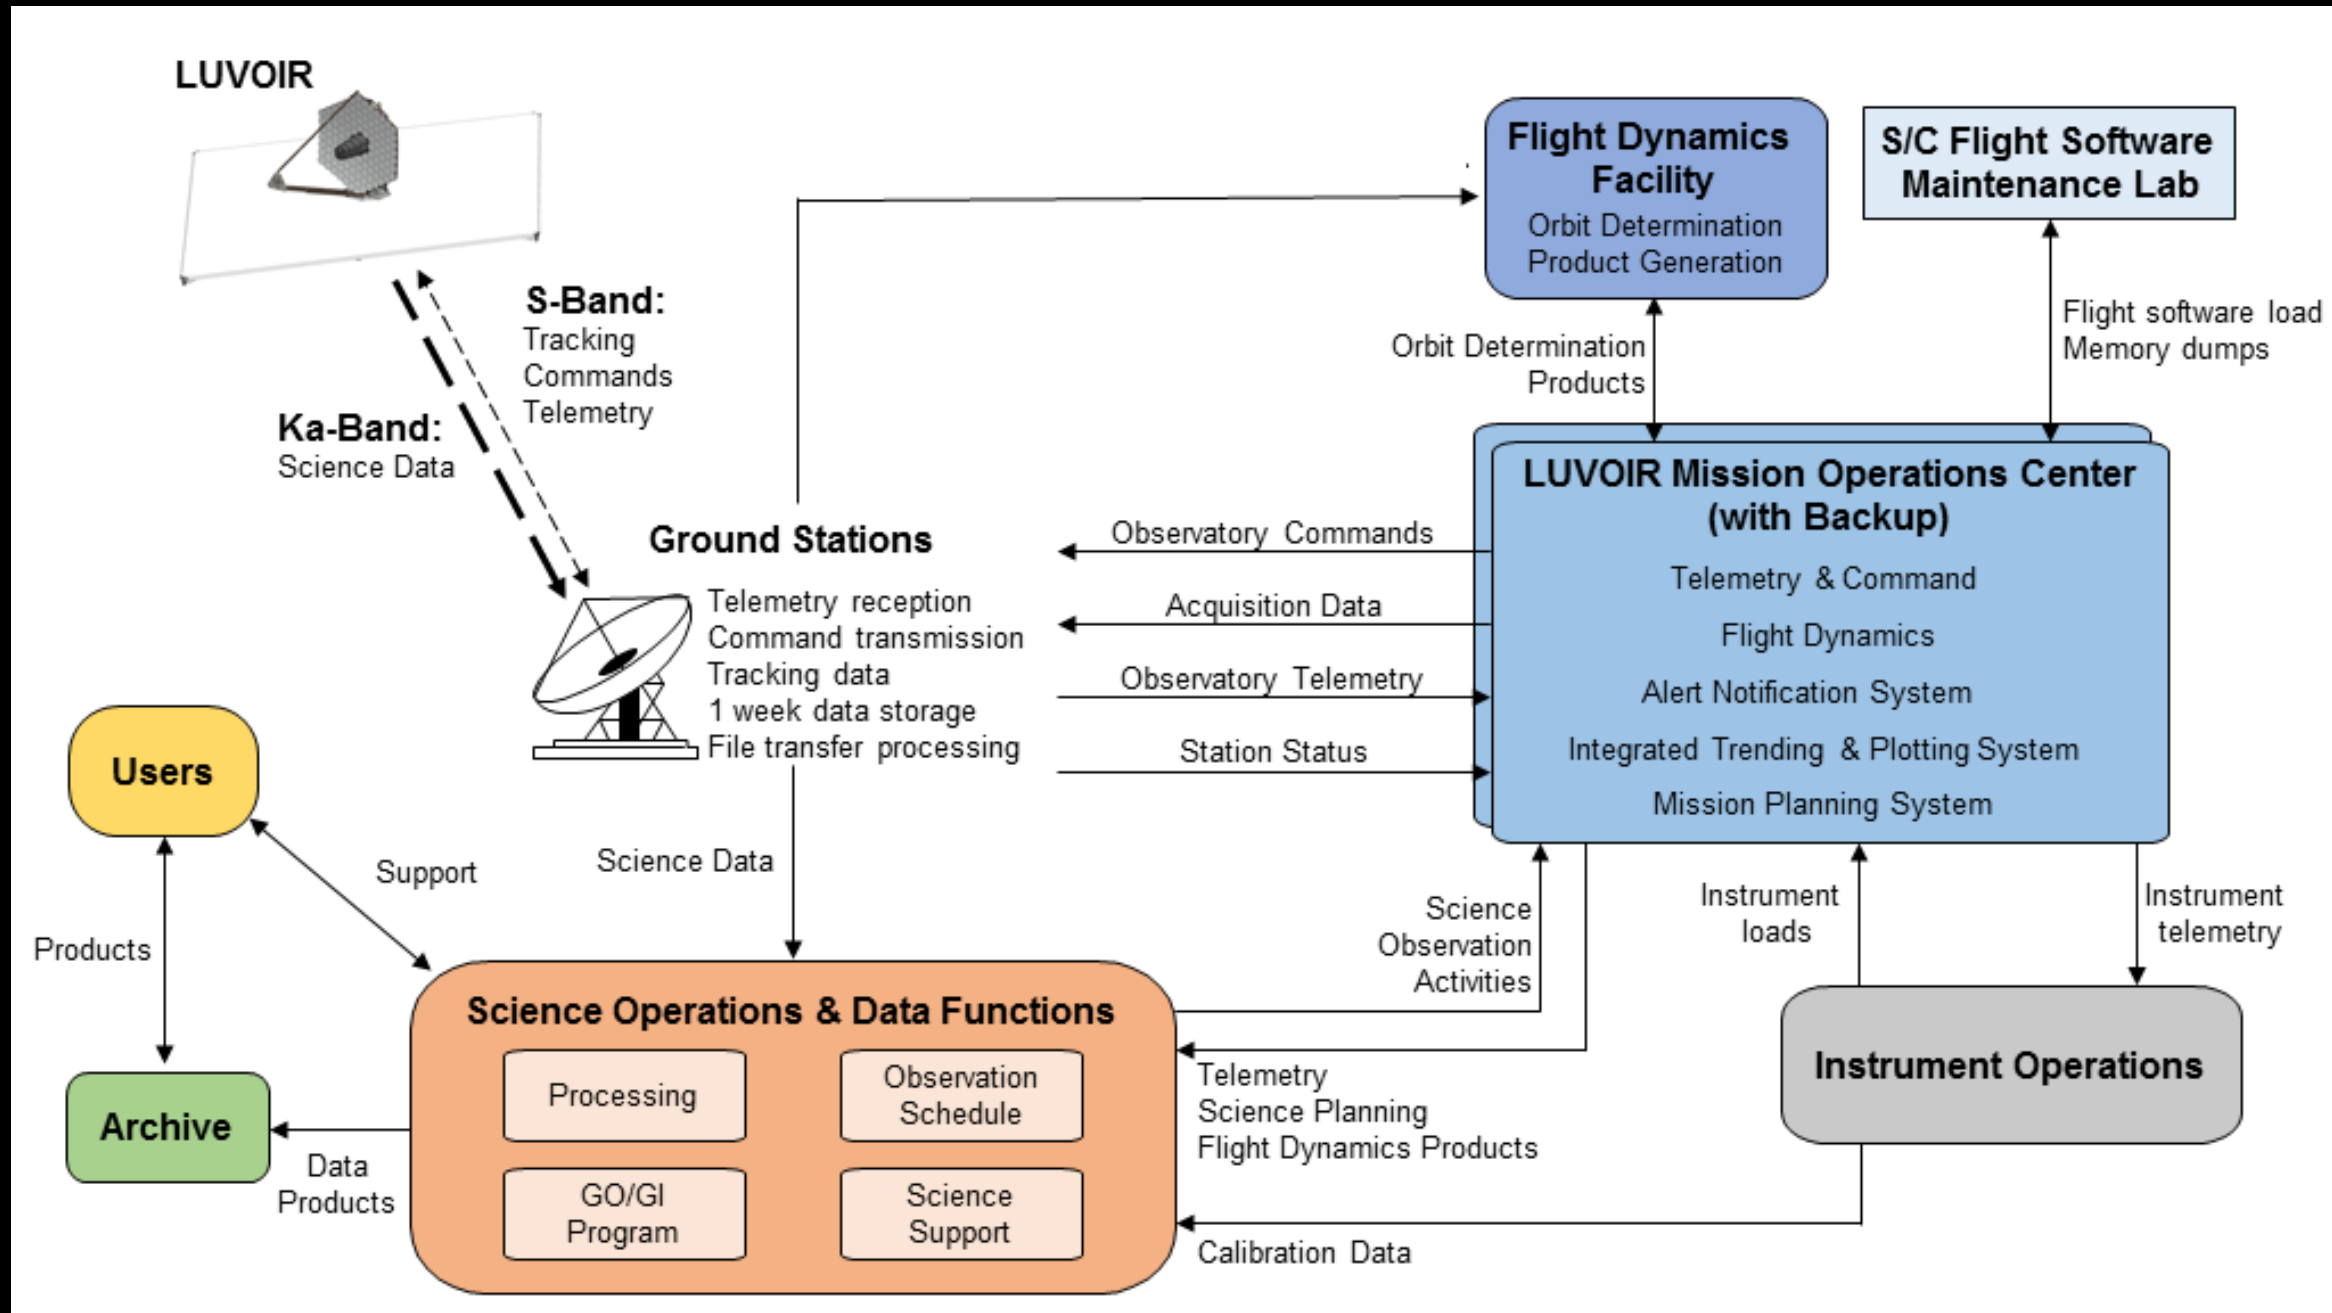 LUVOIR
S-Band:
Tracking
Commands
Telemetry
Ka-Band:
Science Data
Flight Dynamics
Facility
Orbit Determination
Product Generation
S/C Flight Software
Maintenance Lab
Orbit Determination
Products
Flight software load
Memory dumps
Ground Stations
Telemetry reception
Command transmission
Tracking data
1 week data storage
File transfer processing
Observatory Commands
Acquisition Data
Observatory Telemetry
Station Status
LUVOIR Mission Operations Center
(with Backup)
Telemetry & Command
Flight Dynamics
Alert Notification System
Integrated Trending & Plotting System
Mission Planning System
Users
Support
Science Data
Products
Science
Observation
Activities
Instrument
loads
Instrument
telemetry
Archive
Data
Products
Science Operations & Data Functions
Processing
Observation
Schedule
GO/GI
Program
Science
Support
Telemetry
Science Planning
Flight Dynamics Products
Calibration Data
Instrument Operations